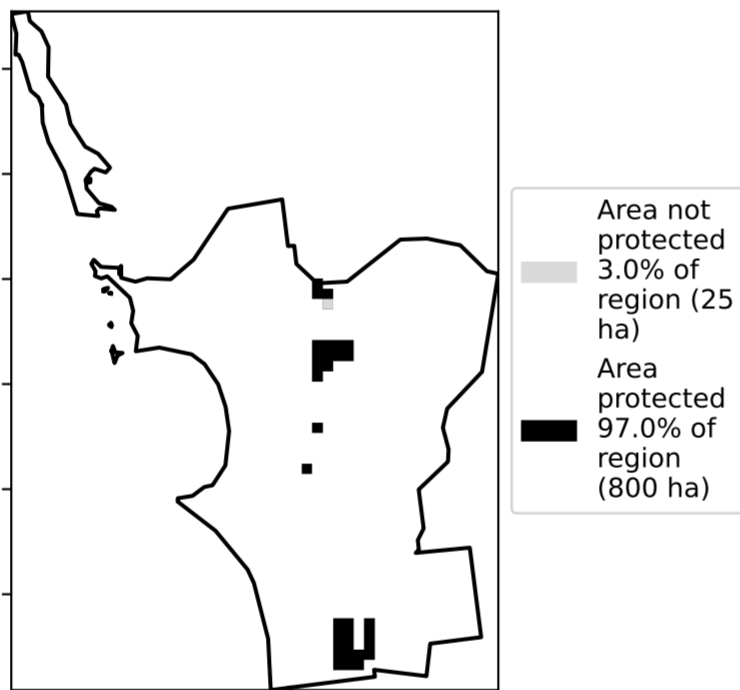 Area not
protected
3.0% of
region (25
ha)
Area
protected
97.0% of
region
(800 ha)